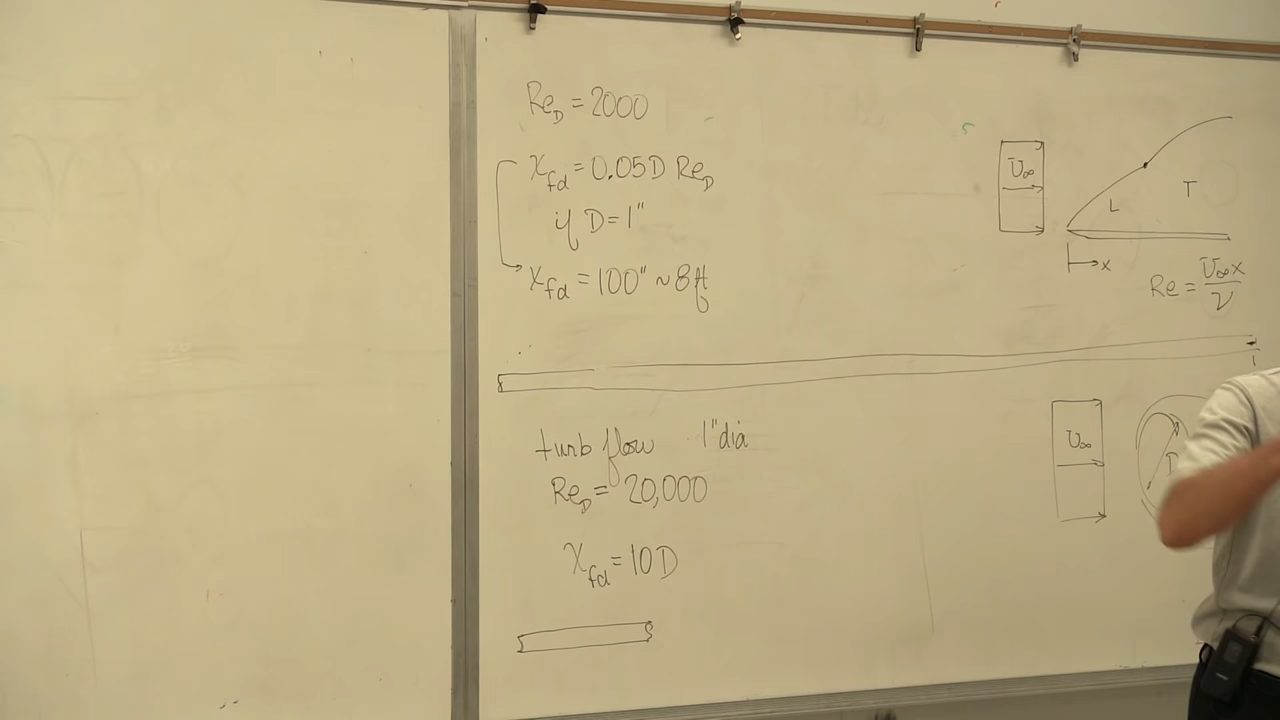 Re_D = 2000
x_fd = 0.05D Re_D
if D = 1"
x_fd = 100" ~ 8 ft
turb flow 1" dia
Re_D = 20,000
x_fd = 10 D
U∞
L
T
x
Re = U∞x/ν
U∞
D